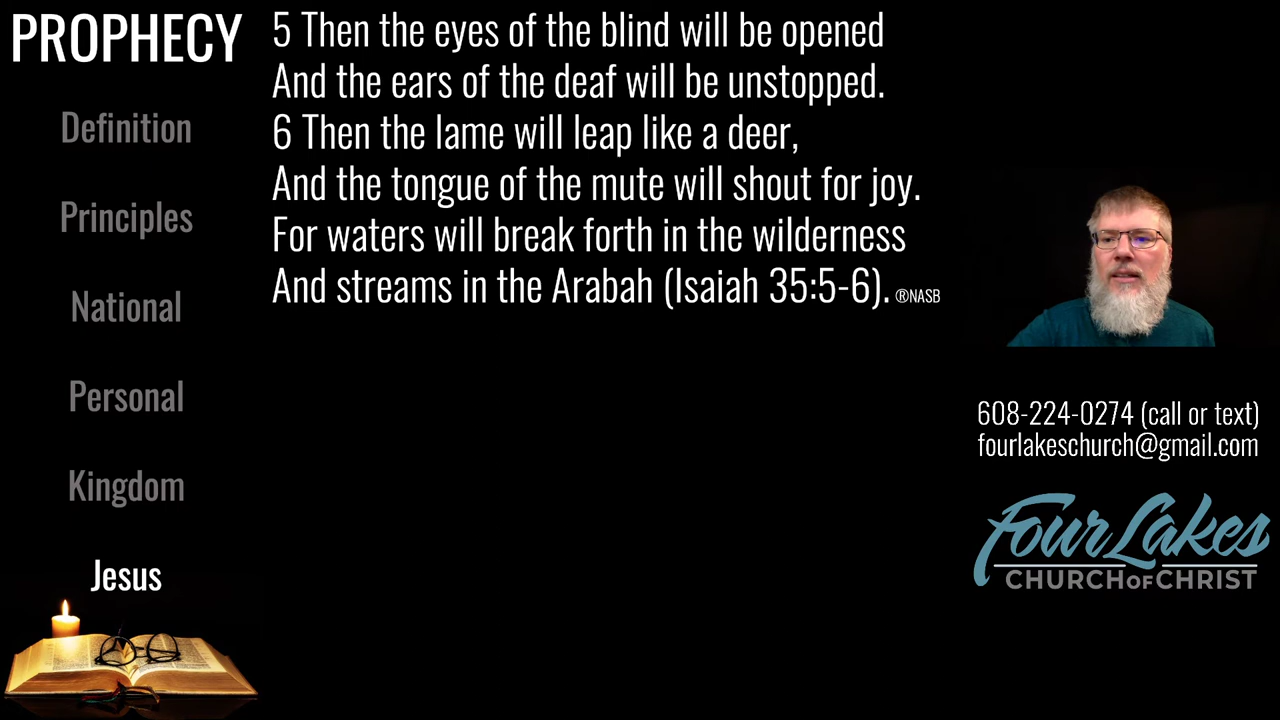 PROPHECY
Definition
Principles
National
Personal
Kingdom
Jesus
5 Then the eyes of the blind will be opened
And the ears of the deaf will be unstopped.
6 Then the lame will leap like a deer,
And the tongue of the mute will shout for joy.
For waters will break forth in the wilderness
And streams in the Arabah (Isaiah 35:5-6). ®NASB
608-224-0274 (call or text)
fourlakeschurch@gmail.com
Four Lakes
CHURCH OF CHRIST